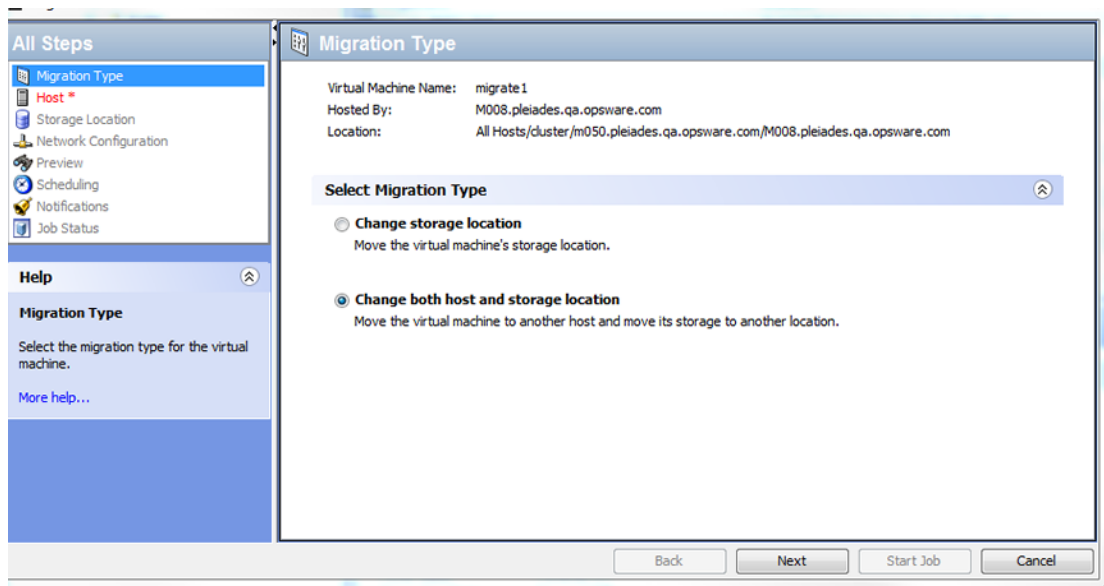 All Steps
Migration Type
Host *
Storage Location
Network Configuration
Preview
Scheduling
Notifications
Job Status
Help
Migration Type
Select the migration type for the virtual
machine.
More help...
Migration Type
Virtual Machine Name: migrate1
Hosted By: M008.pleiades.qa.opsware.com
Location: All Hosts/cluster/m050.pleiades.qa.opsware.com/M008.pleiades.qa.opsware.com
Select Migration Type
Change storage location
Move the virtual machine's storage location.
Change both host and storage location
Move the virtual machine to another host and move its storage to another location.
Back Next Start Job Cancel